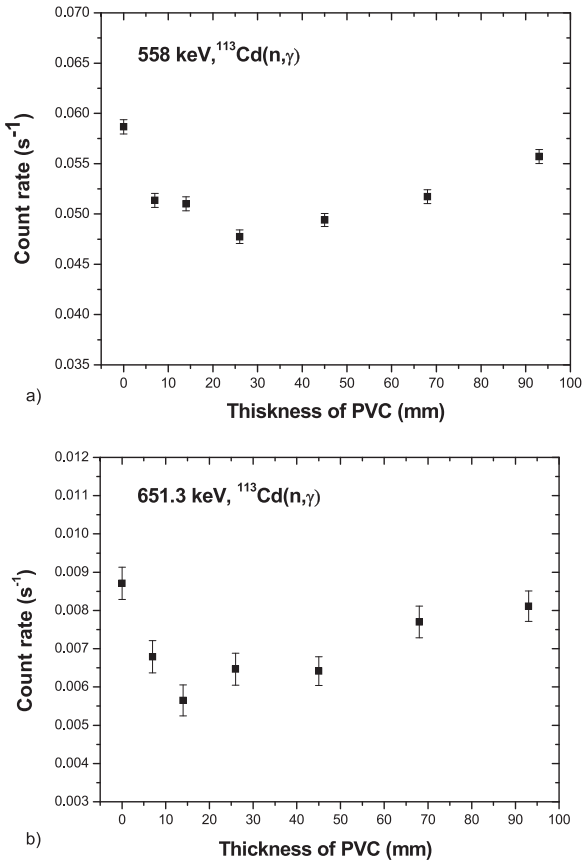 0.070
558 keV, ¹¹³Cd(n,γ)
0.065
0.060
0.055
0.050
0.045
0.040
0.035
Count rate (s⁻¹)
0 10 20 30 40 50 60 70 80 90 100
a)
Thiskness of PVC (mm)
0.012
651.3 keV, ¹¹³Cd(n,γ)
0.011
0.010
0.009
0.008
0.007
0.006
0.005
0.004
0.003
Count rate (s⁻¹)
0 10 20 30 40 50 60 70 80 90 100
b)
Thiskness of PVC (mm)